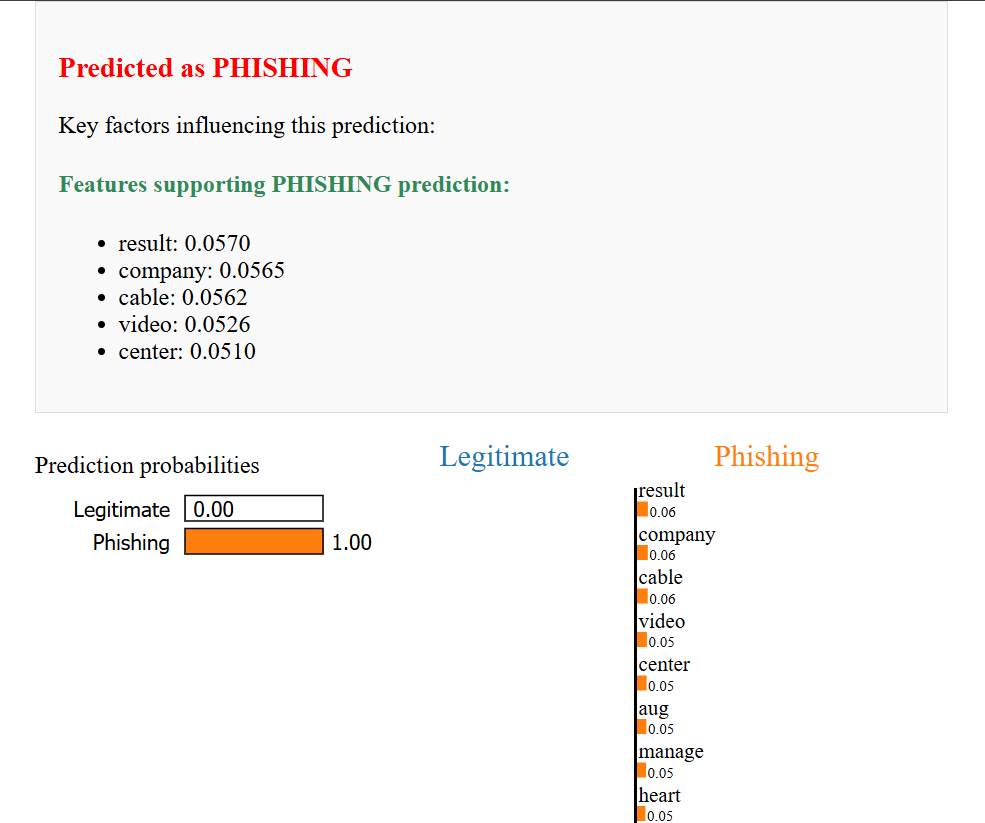 Predicted as PHISHING
Key factors influencing this prediction:
Features supporting PHISHING prediction:
• result: 0.0570
• company: 0.0565
• cable: 0.0562
• video: 0.0526
• center: 0.0510
Prediction probabilities
Legitimate 0.00
Phishing 1.00
Legitimate Phishing
result
0.06
company
0.06
cable
0.06
video
0.05
center
0.05
aug
0.05
manage
0.05
heart
0.05